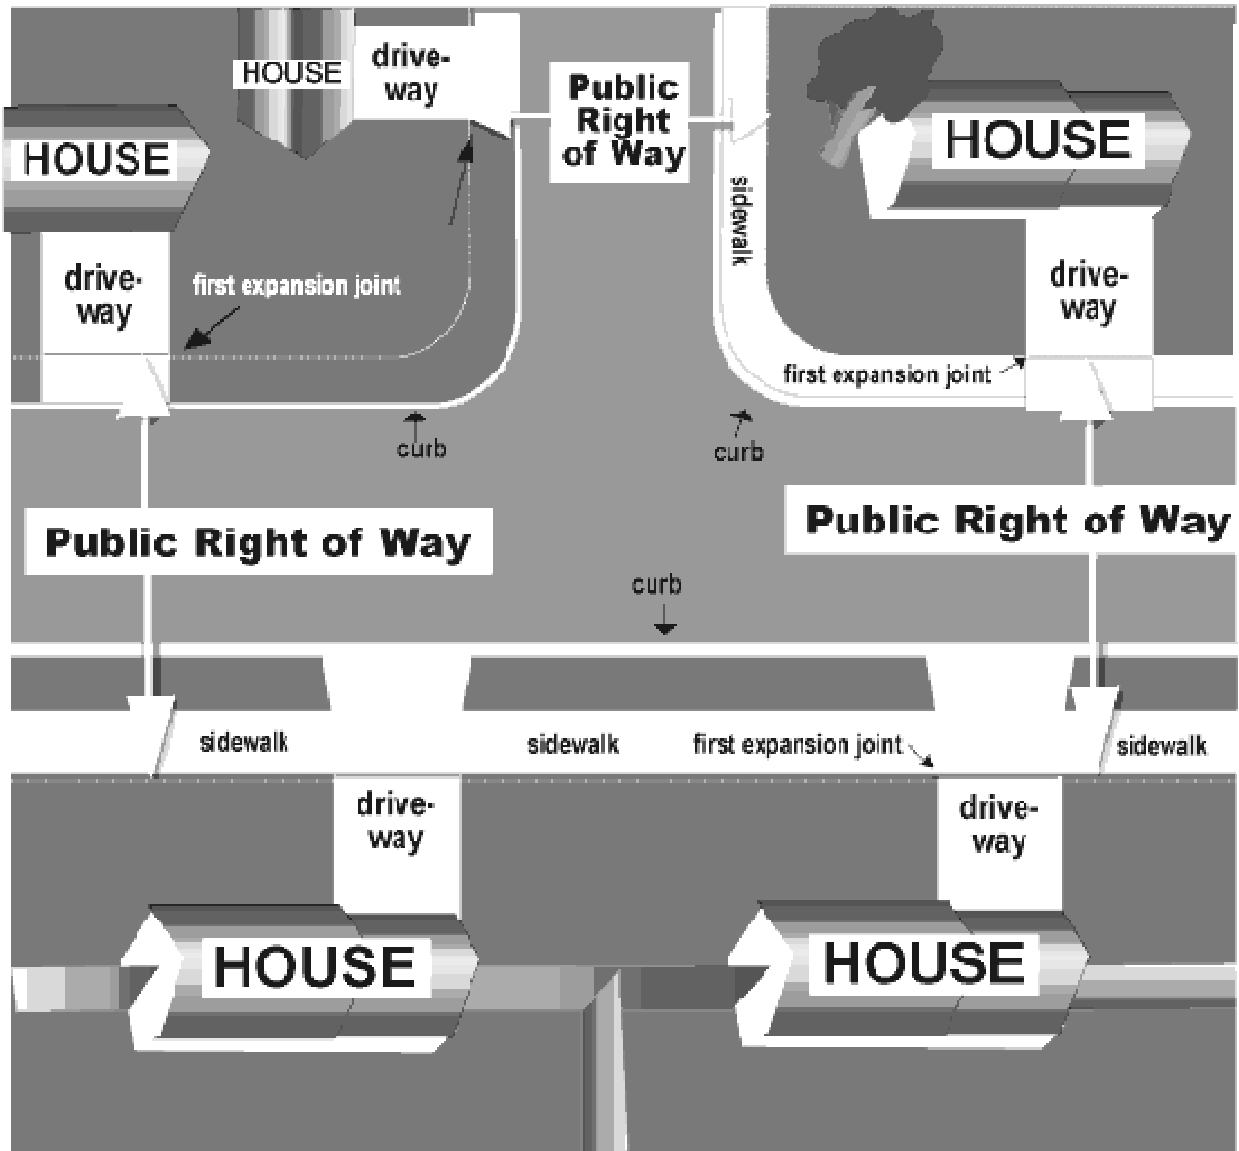 HOUSE
drive-
way
Public
Right
of Way
HOUSE
HOUSE
sidewalk
drive-
way
first expansion joint
drive-
way
first expansion joint
curb
curb
Public Right of Way
Public Right of Way
curb
sidewalk
sidewalk
first expansion joint
sidewalk
drive-
way
drive-
way
HOUSE
HOUSE